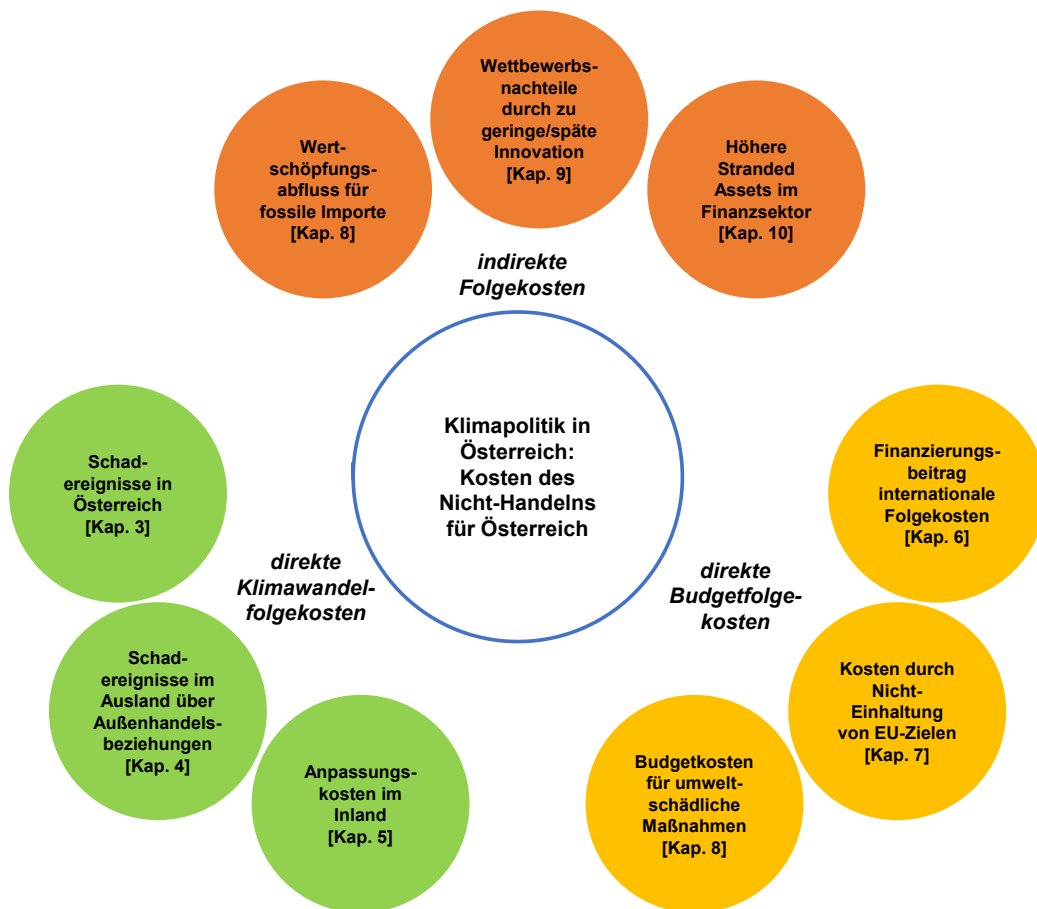 Wettbewerbs-
nachteile
durch zu
geringe/späte
Innovation
[Kap. 9]
Wert-
schöpfungs-
abfluss für
fossile Importe
[Kap. 8]
Höhere
Stranded
Assets im
Finanzsektor
[Kap. 10]
indirekte
Folgekosten
Klimapolitik in
Österreich:
Kosten des
Nicht-Handelns
für Österreich
Schad-
ereignisse in
Österreich
[Kap. 3]
Finanzierungs-
beitrag
internationale
Folgekosten
[Kap. 6]
direkte
Klimawandel-
folgekosten
direkte
Budgetfolge-
kosten
Schad-
ereignisse im
Ausland über
Außenhandels-
beziehungen
[Kap. 4]
Kosten durch
Nicht-
Einhaltung
von EU-Zielen
[Kap. 7]
Anpassungs-
kosten im
Inland
[Kap. 5]
Budgetkosten
für umwelt-
schädliche
Maßnahmen
[Kap. 8]